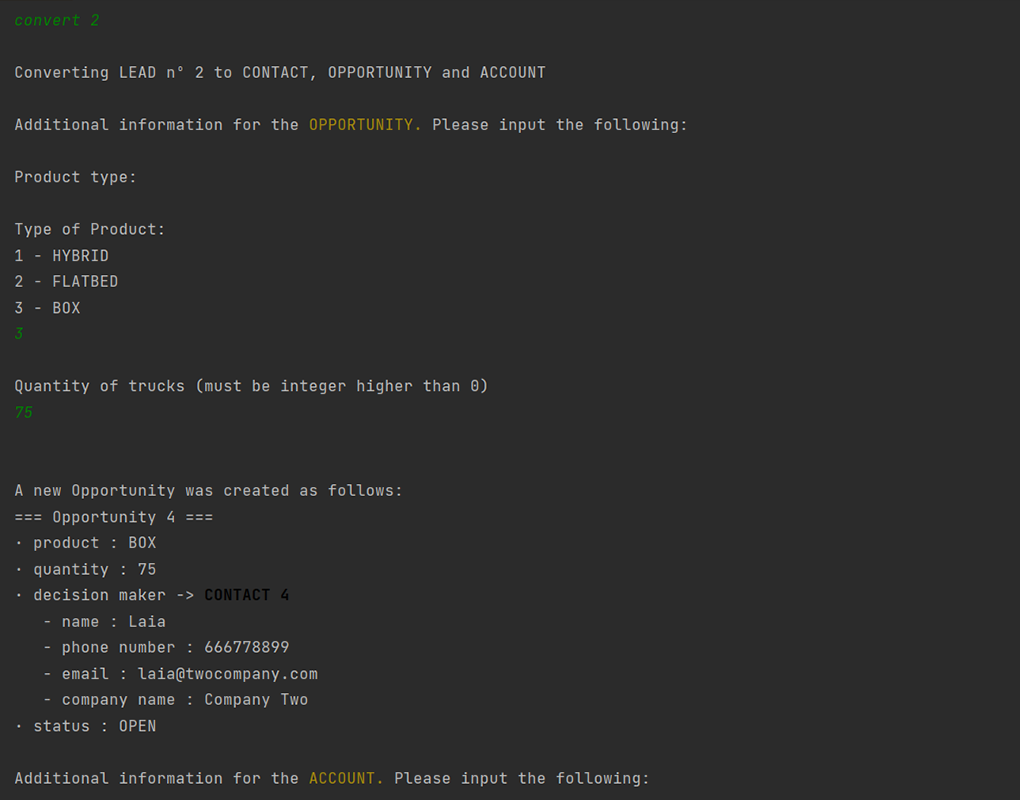 convert 2
Converting LEAD nº 2 to CONTACT, OPPORTUNITY and ACCOUNT
Additional information for the OPPORTUNITY. Please input the following:
Product type:
Type of Product:
1 - HYBRID
2 - FLATBED
3 - BOX
3
Quantity of trucks (must be integer higher than 0)
75
A new Opportunity was created as follows:
=== Opportunity 4 ===
· product : BOX
· quantity : 75
· decision maker -> CONTACT 4
- name : Laia
- phone number : 666778899
- email : laia@twocompany.com
- company name : Company Two
· status : OPEN
Additional information for the ACCOUNT. Please input the following: